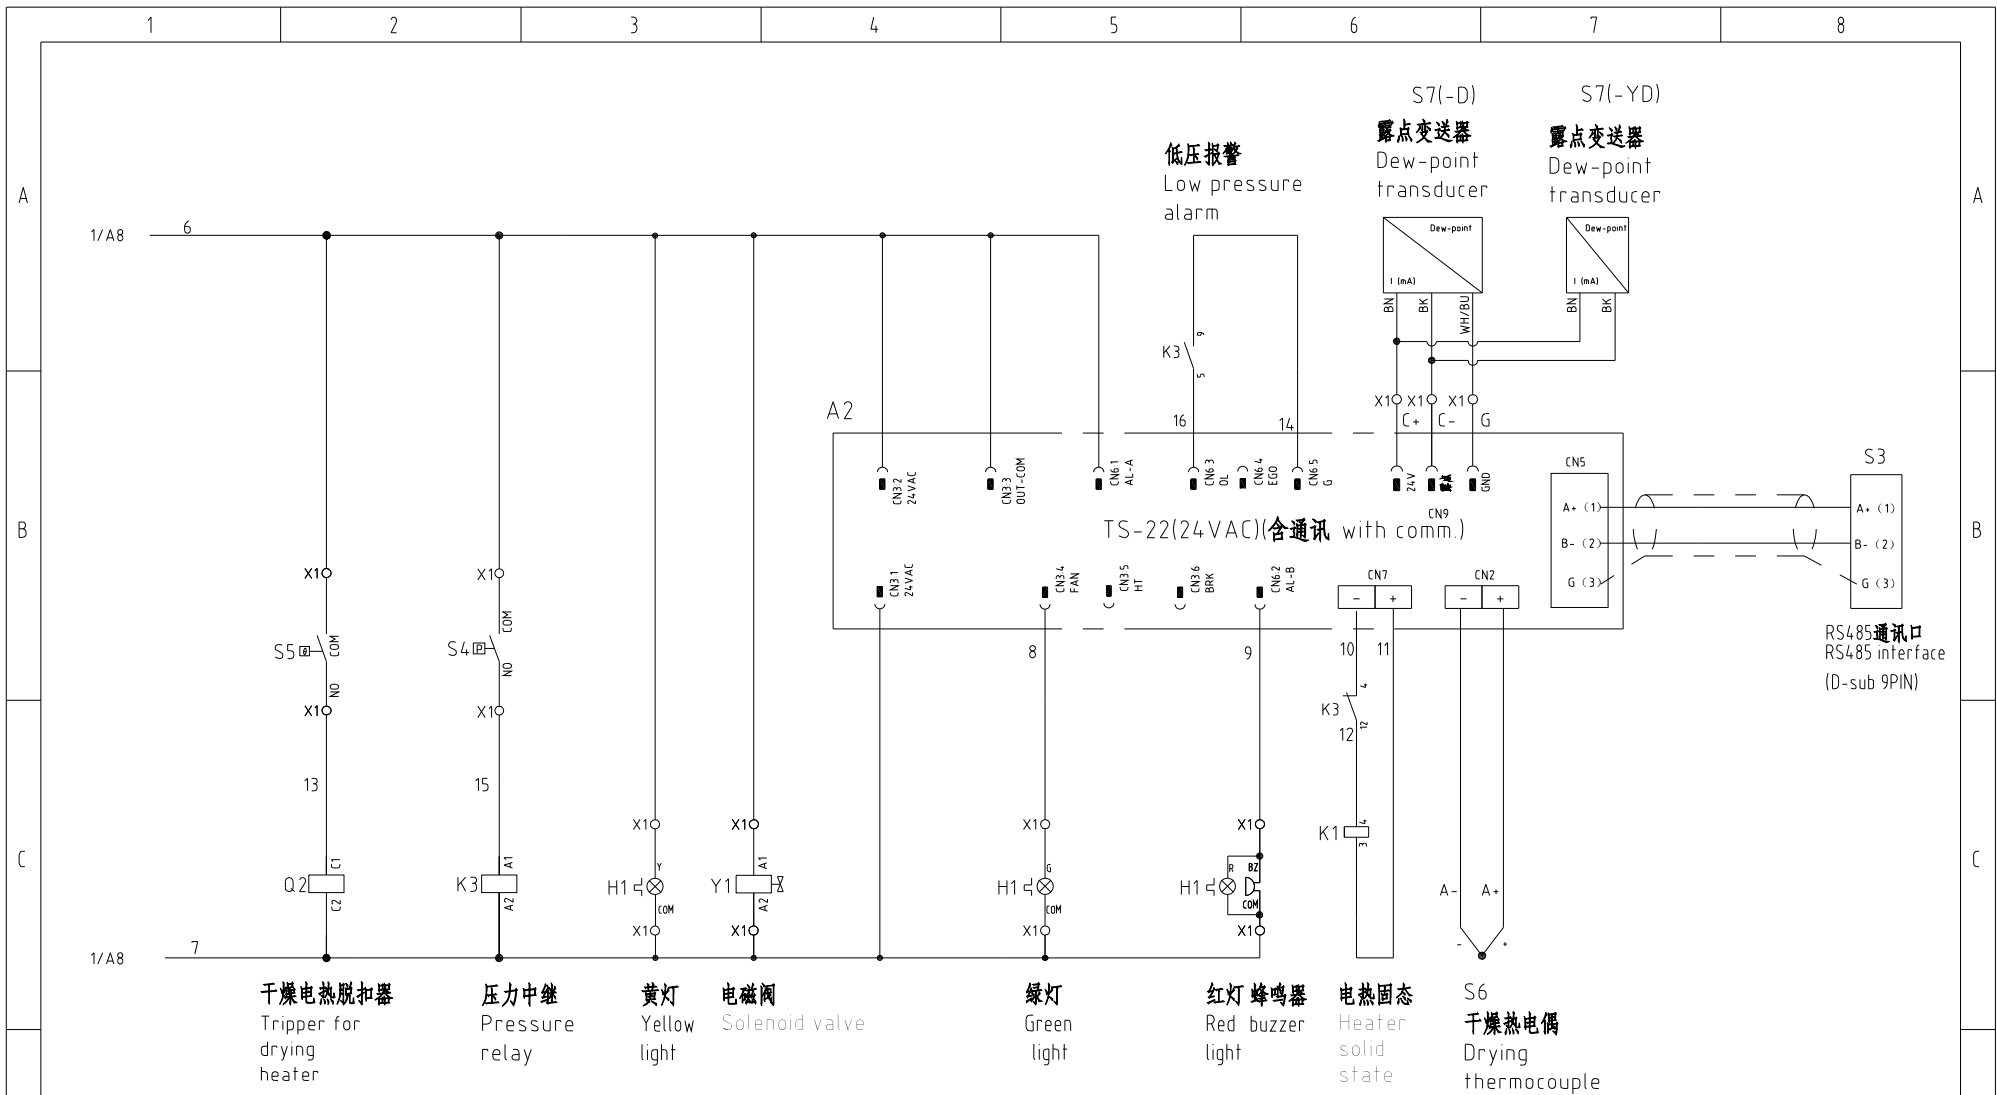 1 2 3 4 5 6 7 8
A
A
B
B
C
C
S7(-D)
露点变送器
Dew-point
transducer
S7(-YD)
露点变送器
Dew-point
transducer
低压报警
Low pressure
alarm
Dew-point
I (mA)
Dew-point
I (mA)
1/A8
6
BN
BK
WH/BU
BN
BK
K3
9
5
16
14
X1
X1
X1
C+
C-
G
A2
CN3.2
24VAC
CN3.3
OUT-COM
CN6.1
AL-A
CN6.3
OL
CN6.4
EGO
CN6.5
G
24V
露点
GND
CN9
CN5
A+ (1)
B- (2)
G (3)
S3
A+ (1)
B- (2)
G (3)
TS-22(24VAC)(含通讯 with comm.)
CN3.1
24VAC
CN3.4
FAN
CN3.5
HT
CN3.6
BRK
CN6.2
AL-B
CN7
- +
CN2
- +
RS485通讯口
RS485 interface
(D-sub 9PIN)
X1
X1
S5
COM
NO
S4
P
COM
NO
X1
X1
8
9
10
11
K3
4
12
12
13
15
X1
X1
X1
X1
K1
4
3
Q2
C1
C2
K3
A1
A2
H1
Y
COM
Y1
A1
A2
H1
G
COM
H1
R
BZ
COM
A-
A+
X1
X1
X1
X1
-
+
1/A8
7
干燥电热脱扣器
Tripper for
drying
heater
压力中继
Pressure
relay
黄灯
Yellow
light
电磁阀
Solenoid valve
绿灯
Green
light
红灯 蜂鸣器
Red buzzer
light
电热固态
Heater
solid
state
S6
干燥热电偶
Drying
thermocouple